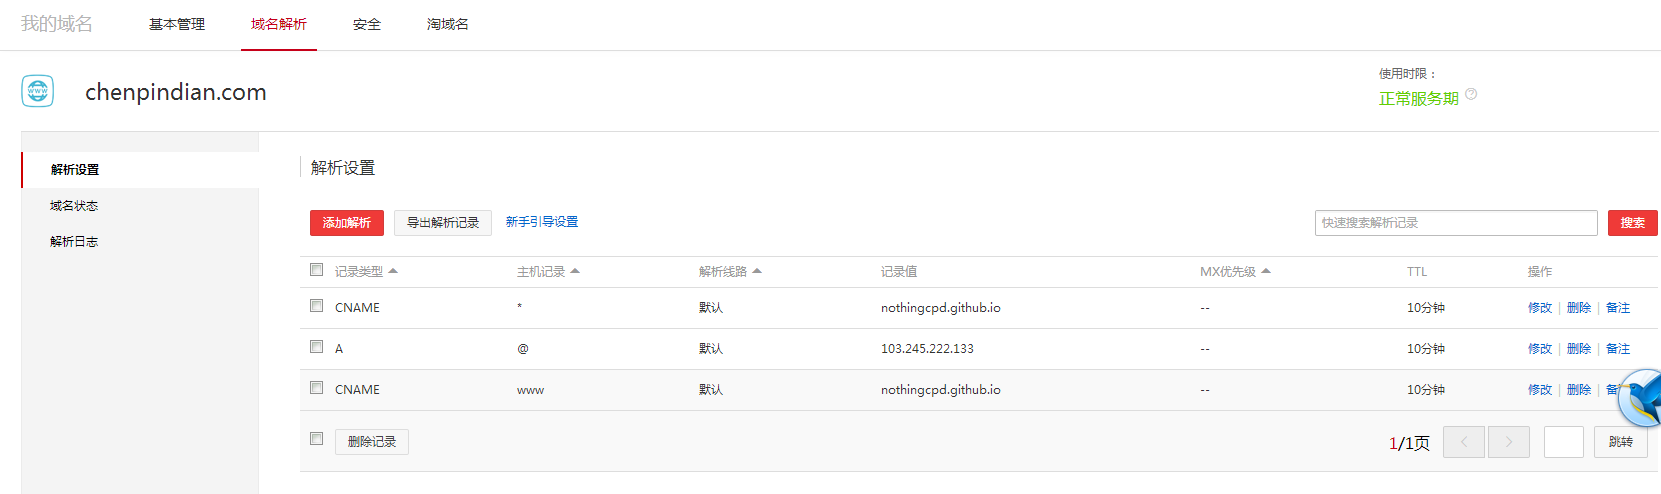 我的域名 基本管理 域名解析 安全 淘域名
www chenpindian.com
使用时限：
正常服务期 ?
解析设置
域名状态
解析日志
解析设置
添加解析 导出解析记录 新手引导设置 快速搜索解析记录 搜索
记录类型 主机记录 解析线路 记录值 MX优先级 TTL 操作
CNAME * 默认 nothingcpd.github.io -- 10分钟 修改 | 删除 | 备注
A @ 默认 103.245.222.133 -- 10分钟 修改 | 删除 | 备注
CNAME www 默认 nothingcpd.github.io -- 10分钟 修改 | 删除 | 备
删除记录 1/1页 < > 跳转